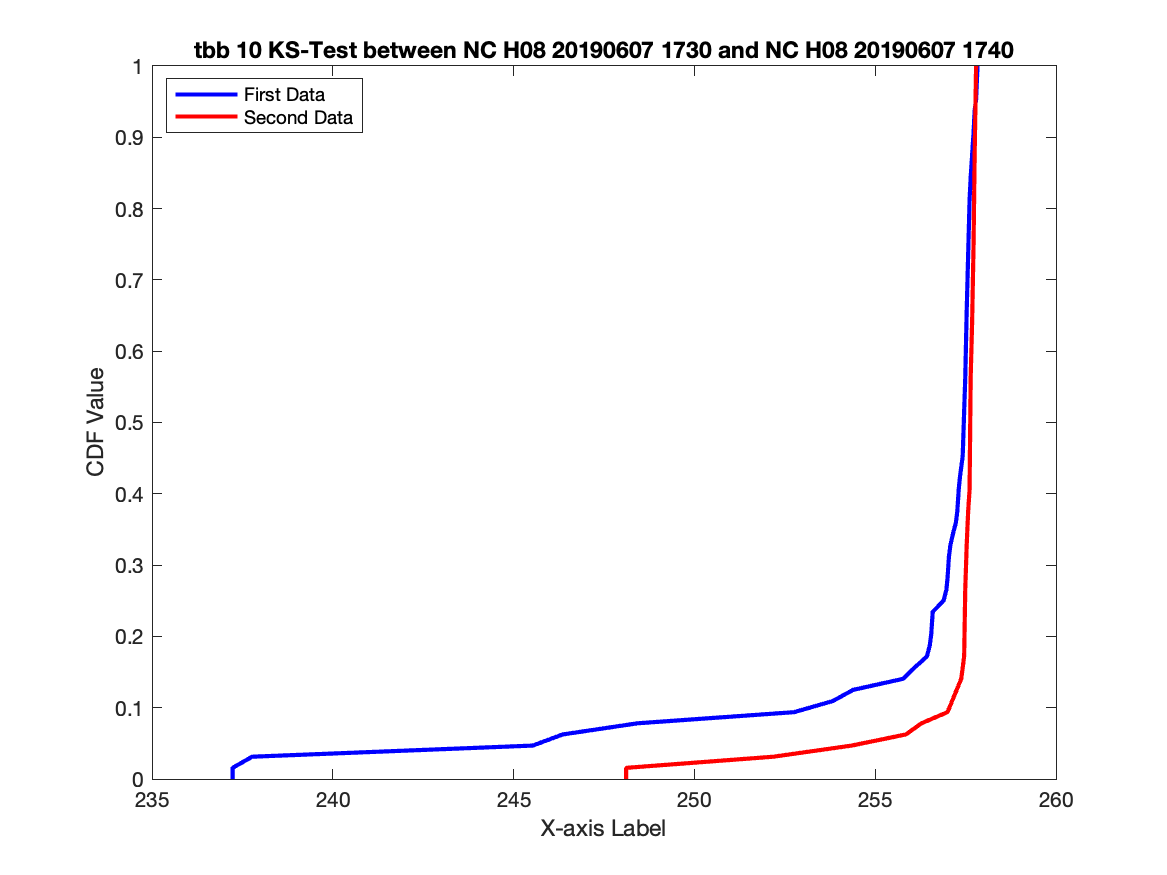 tbb 10 KS-Test between NC H08 20190607 1730 and NC H08 20190607 1740
First Data
Second Data
1
0.9
0.8
0.7
0.6
0.5
0.4
0.3
0.2
0.1
0
CDF Value
235 240 245 250 255 260
X-axis Label